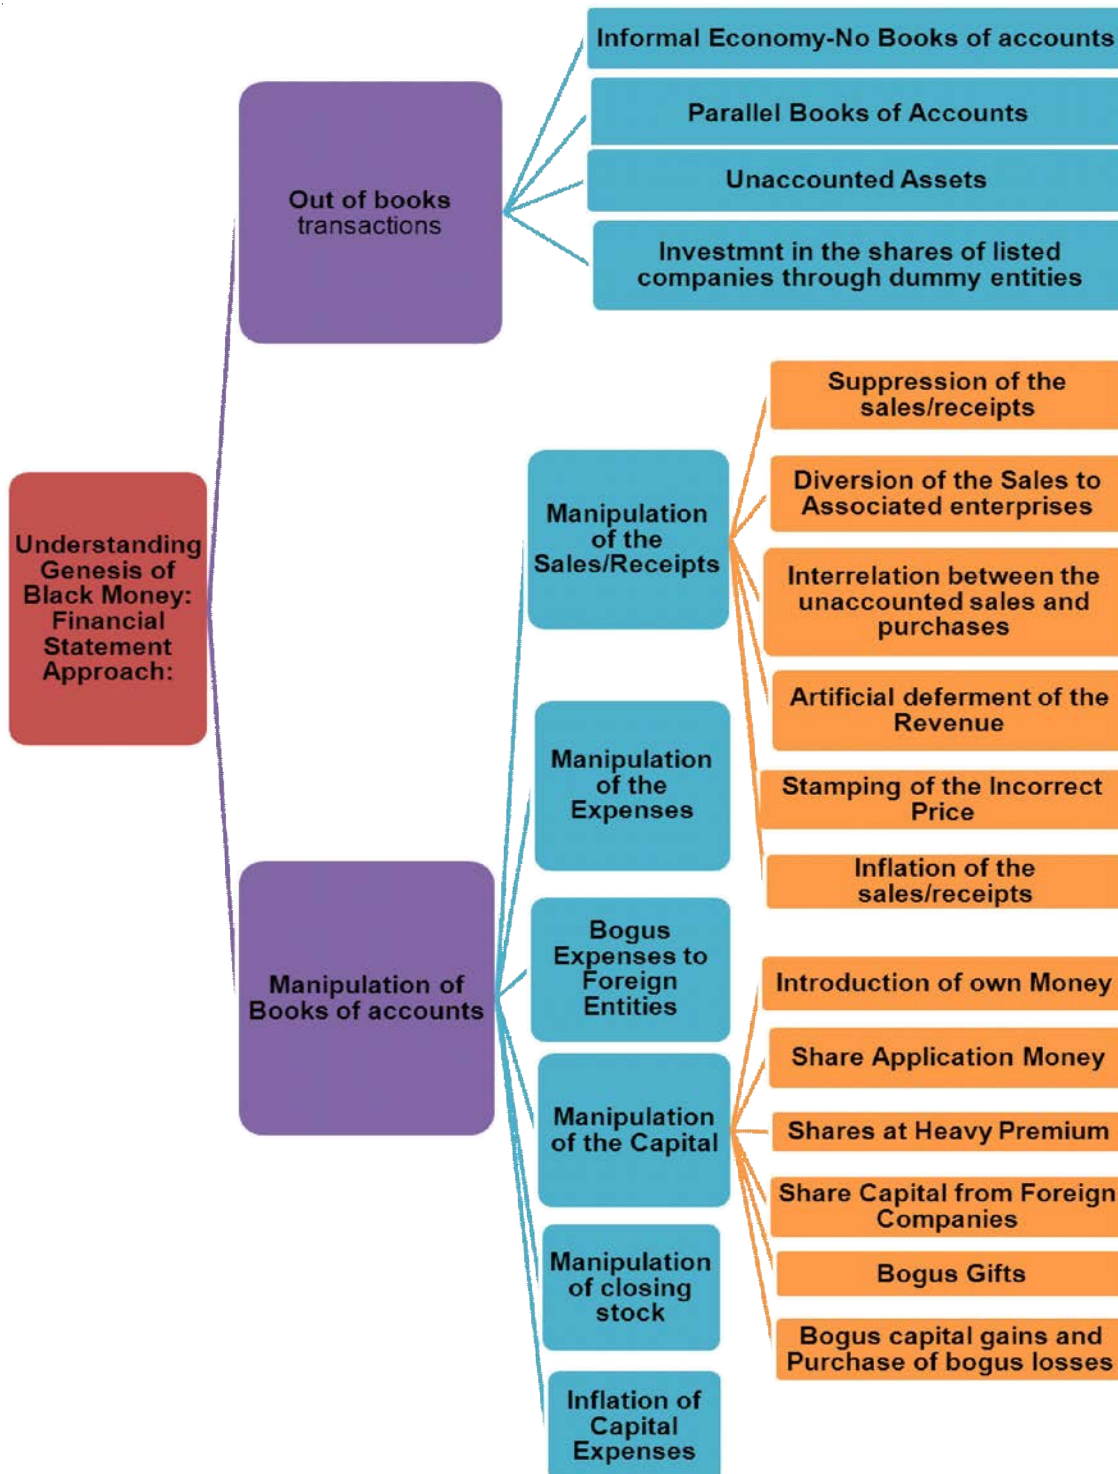 Understanding
Genesis of
Black Money:
Financial
Statement
Approach:
Out of books
transactions
Informal Economy-No Books of accounts
Parallel Books of Accounts
Unaccounted Assets
Investmnt in the shares of listed
companies through dummy entities
Manipulation of
Books of accounts
Manipulation
of the
Sales/Receipts
Suppression of the
sales/receipts
Diversion of the Sales to
Associated enterprises
Interrelation between the
unaccounted sales and
purchases
Artificial deferment of the
Revenue
Stamping of the Incorrect
Price
Inflation of the
sales/receipts
Manipulation
of the
Expenses
Bogus
Expenses to
Foreign
Entities
Manipulation
of the Capital
Introduction of own Money
Share Application Money
Shares at Heavy Premium
Share Capital from Foreign
Companies
Bogus Gifts
Bogus capital gains and
Purchase of bogus losses
Manipulation
of closing
stock
Inflation of
Capital
Expenses